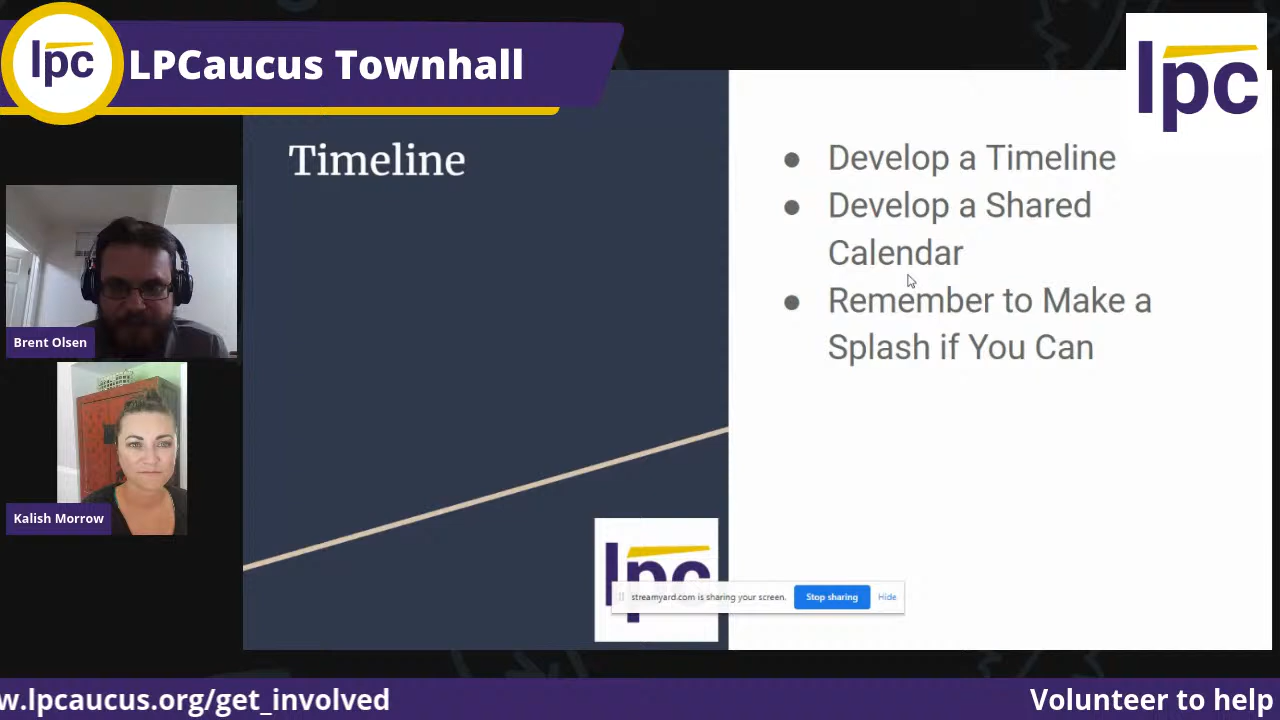 lpc
LPCaucus Townhall
lpc
Timeline
● Develop a Timeline
● Develop a Shared
Calendar
● Remember to Make a
Splash if You Can
Brent Olsen
Kalish Morrow
lpc
streamyard.com is sharing your screen.
Stop sharing
Hide
w.lpcaucus.org/get_involved
Volunteer to help